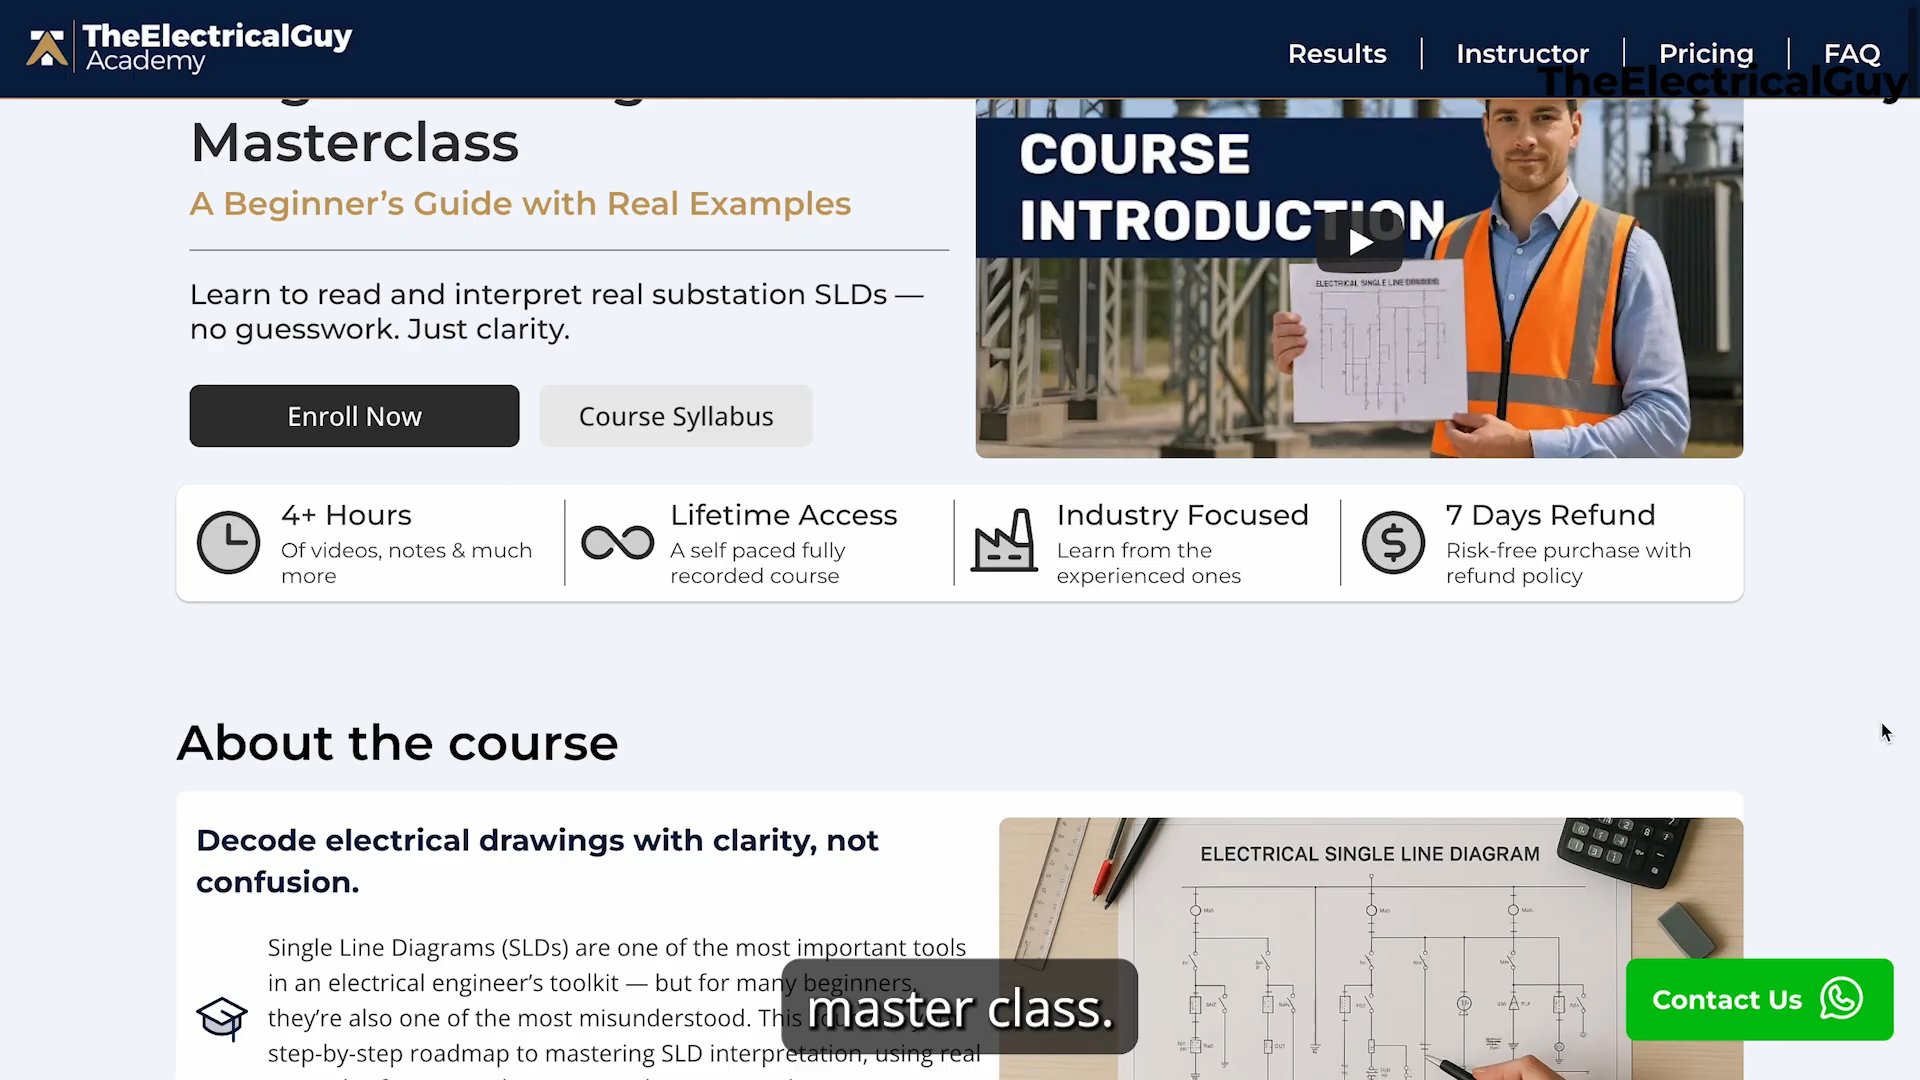 TheElectricalGuy
Academy
Results
Instructor
Pricing
FAQ
TheElectricalGuy
Masterclass
A Beginner’s Guide with Real Examples
Learn to read and interpret real substation SLDs —
no guesswork. Just clarity.
Enroll Now
Course Syllabus
COURSE
INTRODUCTION
ELECTRICAL SINGLE LINE
4+ Hours
Of videos, notes & much
more
Lifetime Access
A self paced fully
recorded course
Industry Focused
Learn from the
experienced ones
7 Days Refund
Risk-free purchase with
refund policy
About the course
Decode electrical drawings with clarity, not
confusion.
Single Line Diagrams (SLDs) are one of the most important tools
in an electrical engineer’s toolkit — but for many beginners,
they’re also one of the most misunderstood. This
step-by-step roadmap to mastering SLD interpretation, using real
ELECTRICAL SINGLE LINE DIAGRAM
master class.
Contact Us